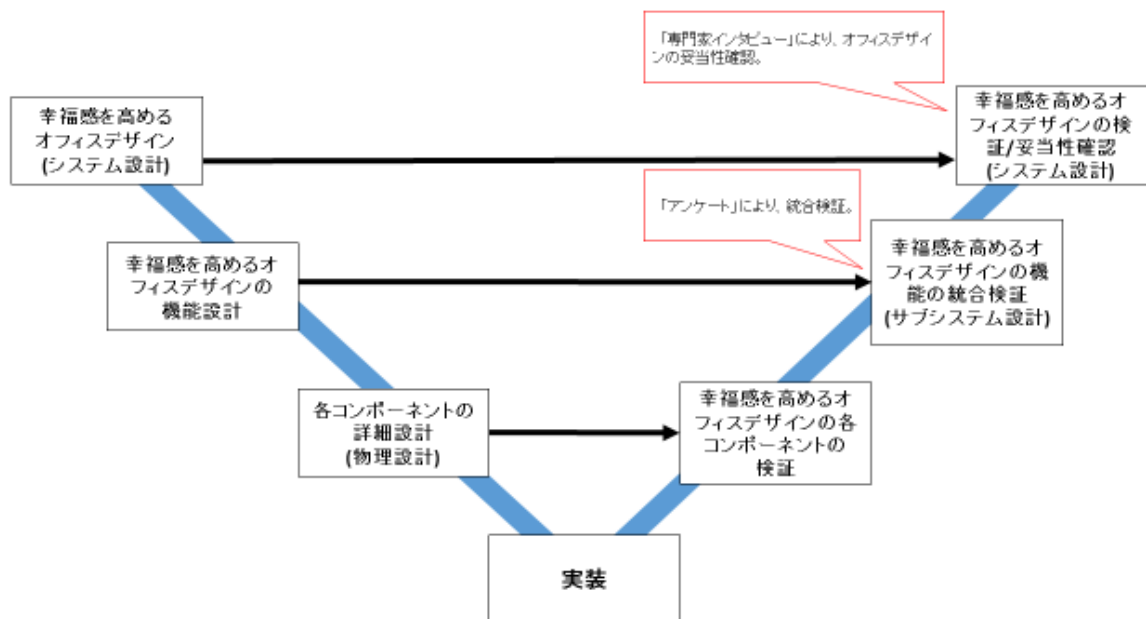 「専門家インタビュー」により、オフィスデザイ
ンの妥当性確認。
幸福感を高める
オフィスデザイン
(システム設計)
幸福感を高めるオ
フィスデザインの検
証/妥当性確認
(システム設計)
「アンケート」により、統合検証。
幸福感を高めるオ
フィスデザインの
機能設計
幸福感を高めるオ
フィスデザインの機
能の統合検証
(サブシステム設計)
各コンポーネントの
詳細設計
(物理設計)
幸福感を高めるオ
フィスデザインの各
コンポーネントの
検証
実装